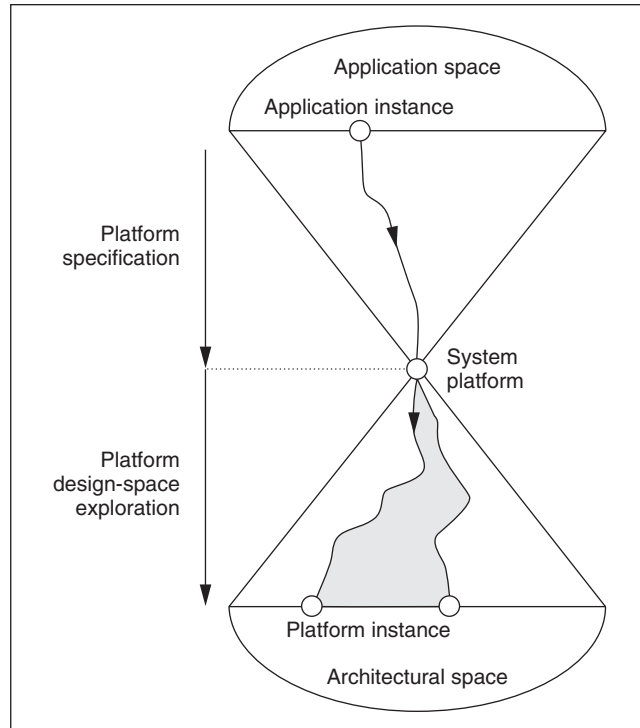 Application space
Application instance
Platform
specification
System
platform
Platform
design-space
exploration
Platform instance
Architectural space